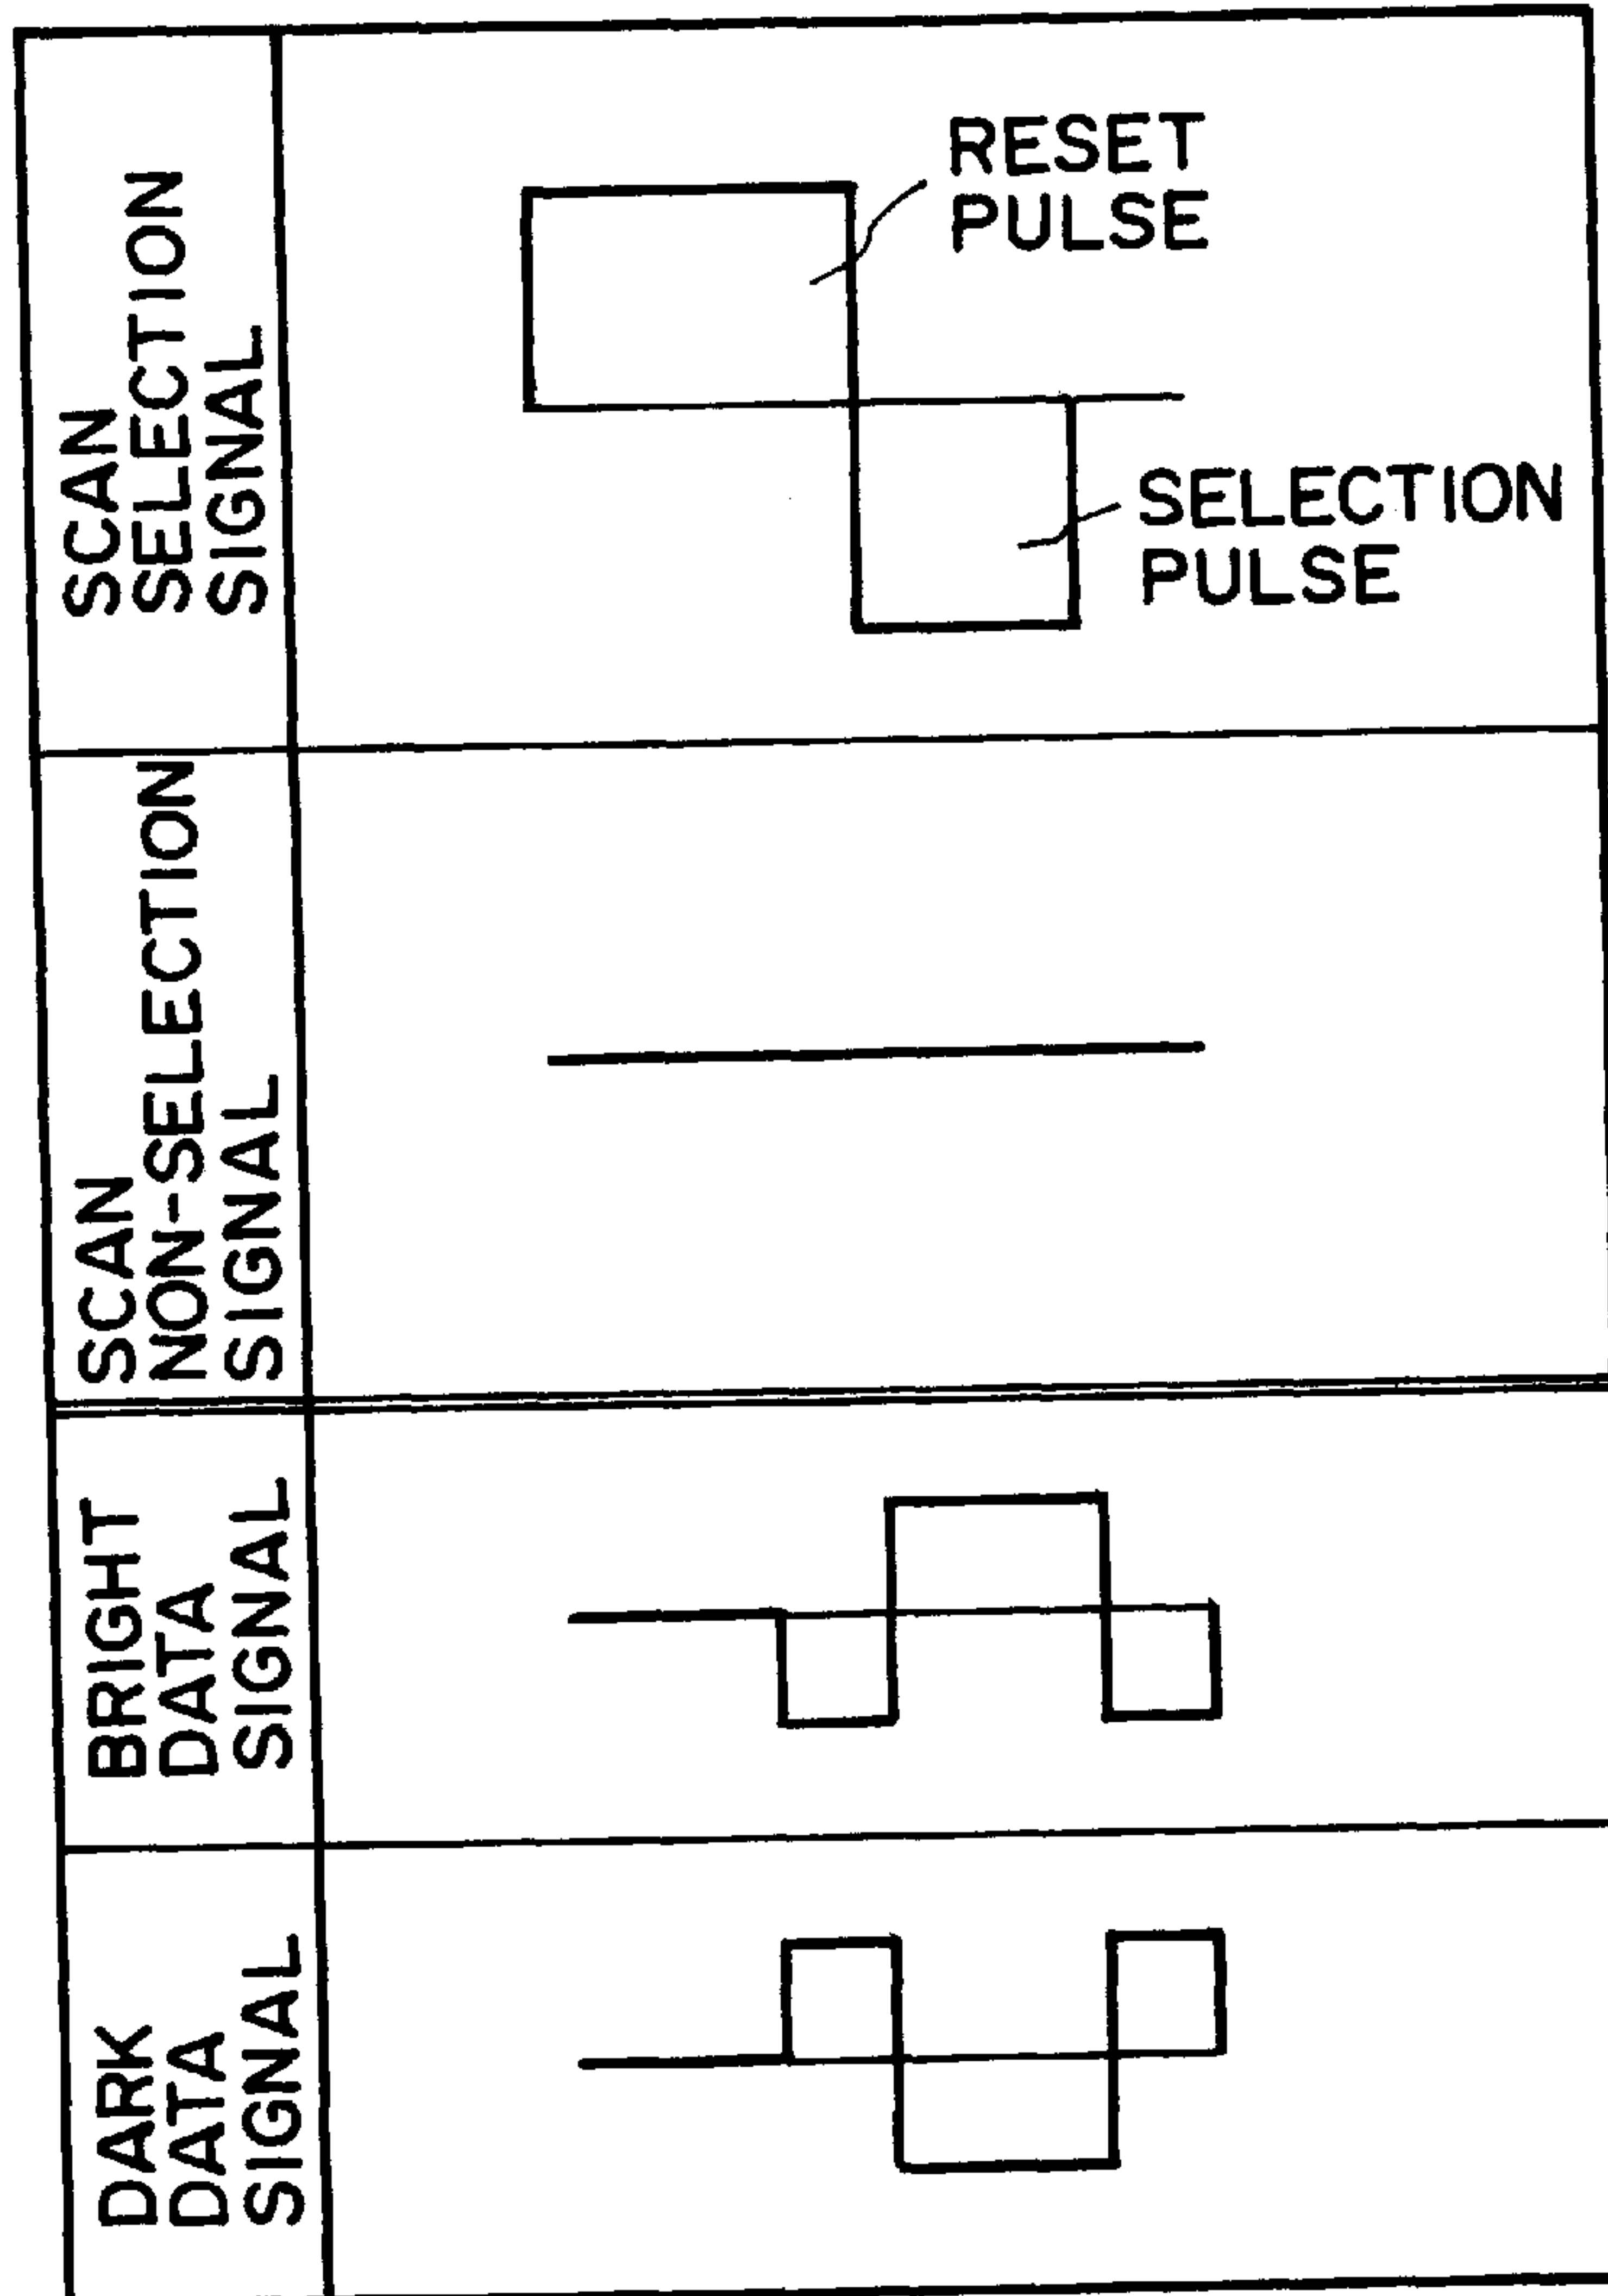 SCAN
SELECTION
SIGNAL
RESET
PULSE
SELECTION
PULSE
SCAN
NON-SELECTION
SIGNAL
BRIGHT
DATA
SIGNAL
DARK
DATA
SIGNAL